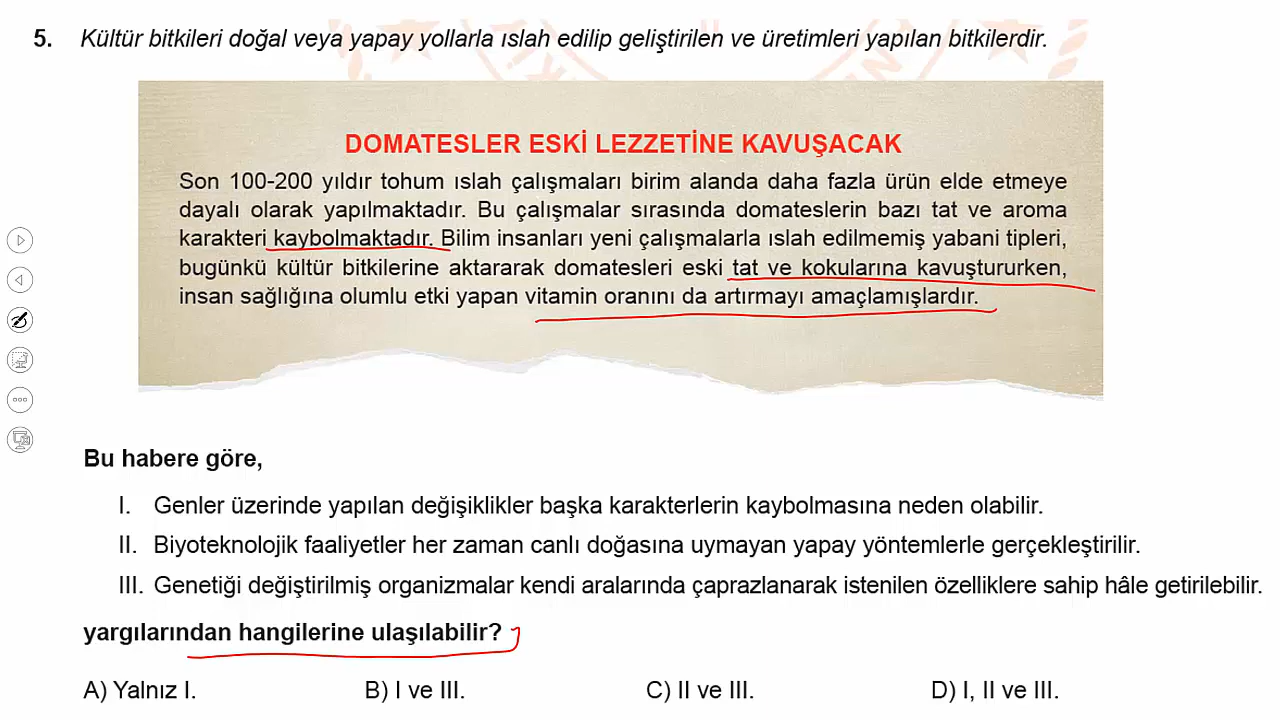 5. Kültür bitkileri doğal veya yapay yollarla ıslah edilip geliştirilen ve üretimleri yapılan bitkilerdir.
DOMATESLER ESKİ LEZZETİNE KAVUŞACAK
Son 100-200 yıldır tohum ıslah çalışmaları birim alanda daha fazla ürün elde etmeye
dayalı olarak yapılmaktadır. Bu çalışmalar sırasında domateslerin bazı tat ve aroma
karakteri kaybolmaktadır. Bilim insanları yeni çalışmalarla ıslah edilmemiş yabani tipleri,
bugünkü kültür bitkilerine aktararak domatesleri eski tat ve kokularına kavuştururken,
insan sağlığına olumlu etki yapan vitamin oranını da artırmayı amaçlamışlardır.
Bu habere göre,
I. Genler üzerinde yapılan değişiklikler başka karakterlerin kaybolmasına neden olabilir.
II. Biyoteknolojik faaliyetler her zaman canlı doğasına uymayan yapay yöntemlerle gerçekleştirilir.
III. Genetiği değiştirilmiş organizmalar kendi aralarında çaprazlanarak istenilen özelliklere sahip hâle getirilebilir.
yargılarından hangilerine ulaşılabilir?
A) Yalnız I. B) I ve III. C) II ve III. D) I, II ve III.